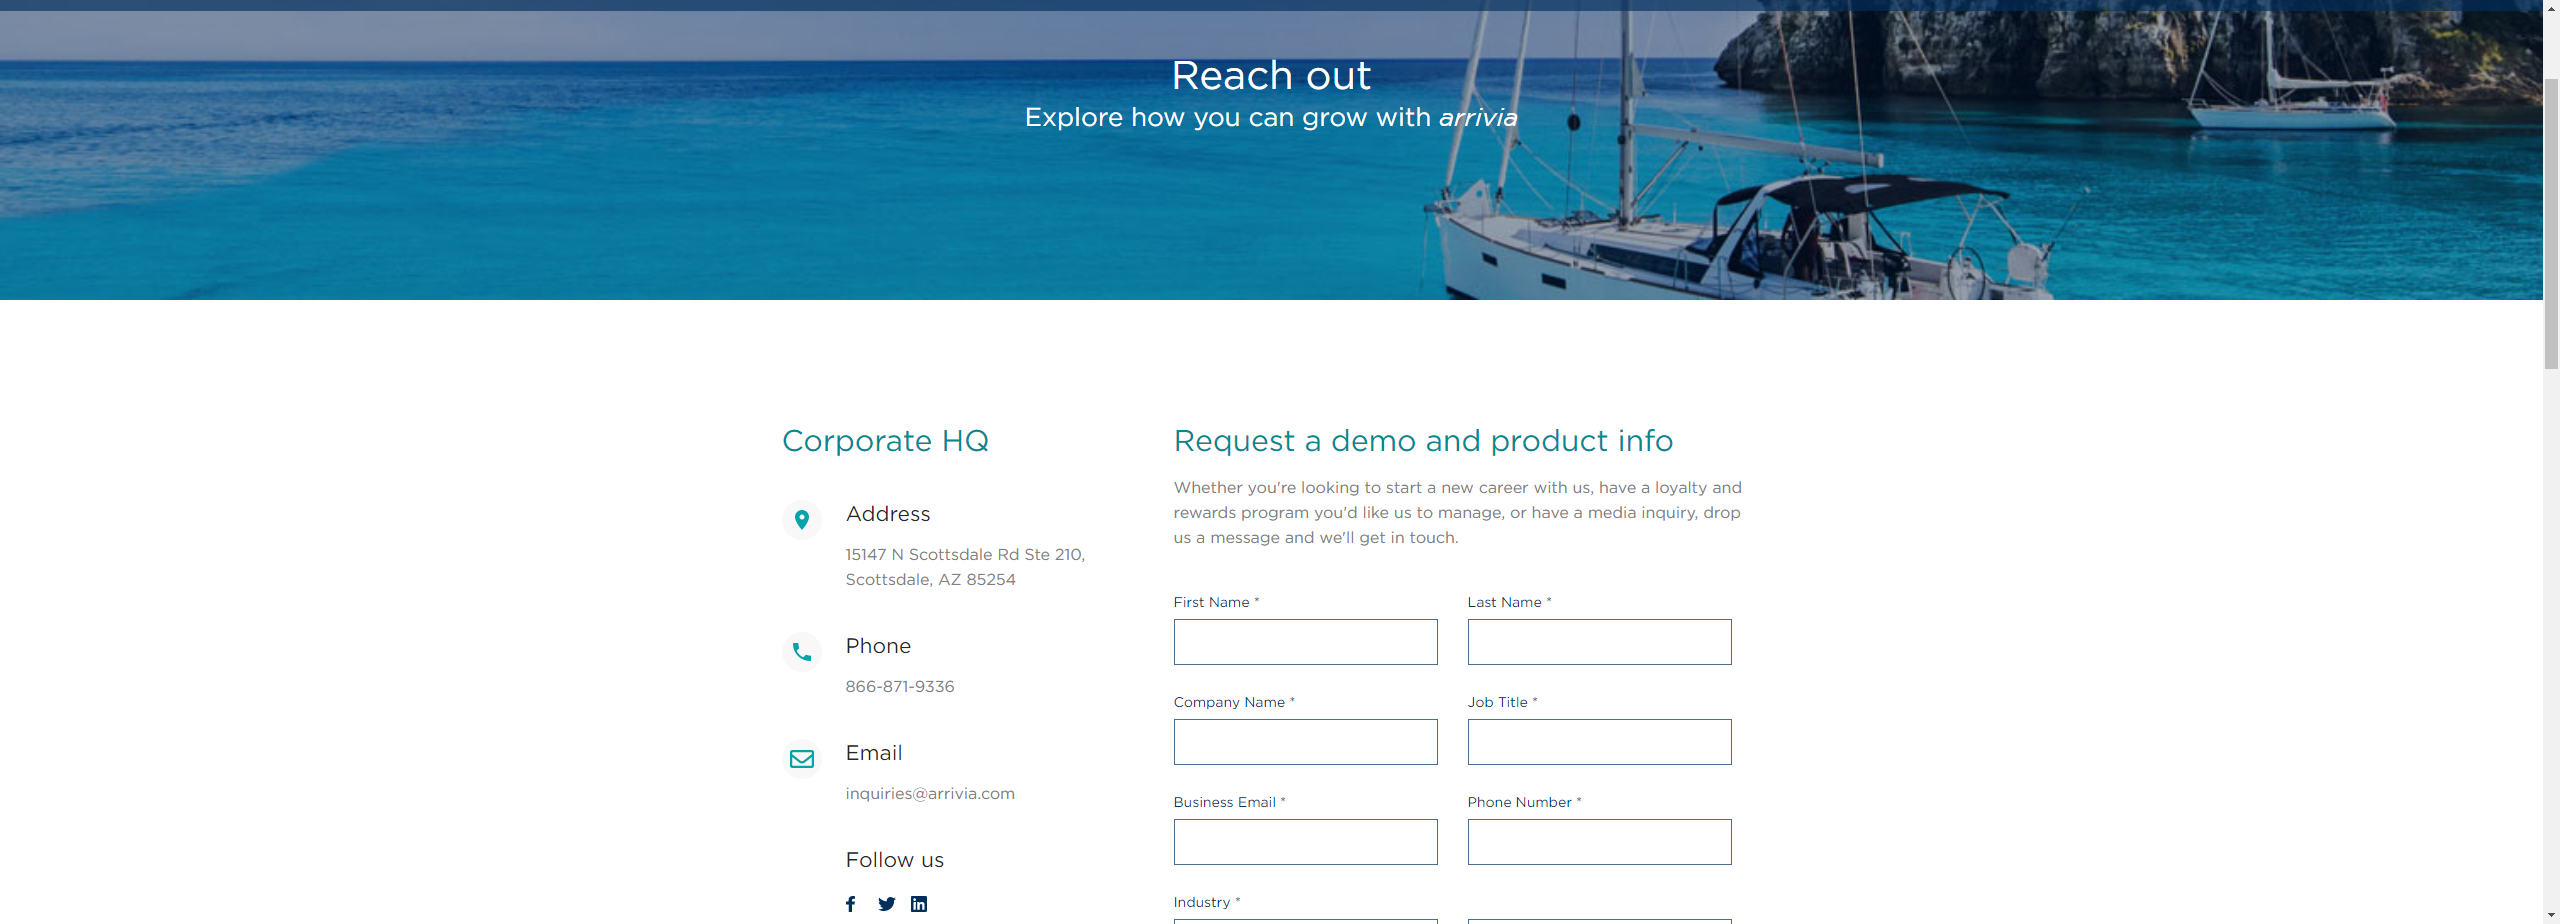 Reach out
Explore how you can grow with arrivia
Corporate HQ
Address
15147 N Scottsdale Rd Ste 210,
Scottsdale, AZ 85254
Phone
866-871-9336
Email
inquiries@arrivia.com
Follow us
Request a demo and product info
Whether you're looking to start a new career with us, have a loyalty and
rewards program you'd like us to manage, or have a media inquiry, drop
us a message and we'll get in touch.
First Name *
Last Name *
Company Name *
Job Title *
Business Email *
Phone Number *
Industry *